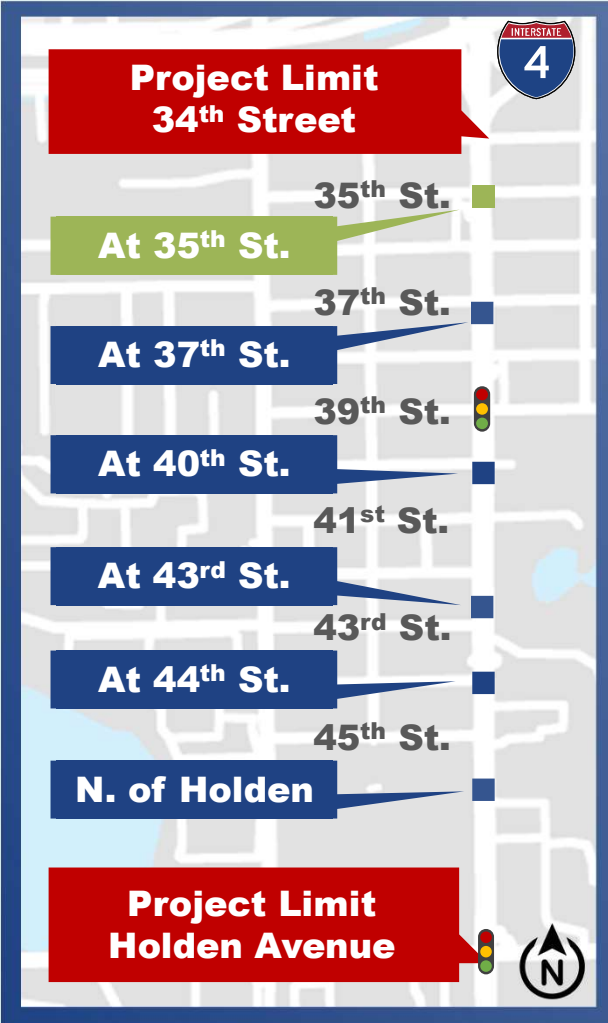 INTERSTATE
4
Project Limit
34th Street
35th St.
At 35th St.
37th St.
At 37th St.
39th St.
At 40th St.
41st St.
At 43rd St.
43rd St.
At 44th St.
45th St.
N. of Holden
Project Limit
Holden Avenue
N